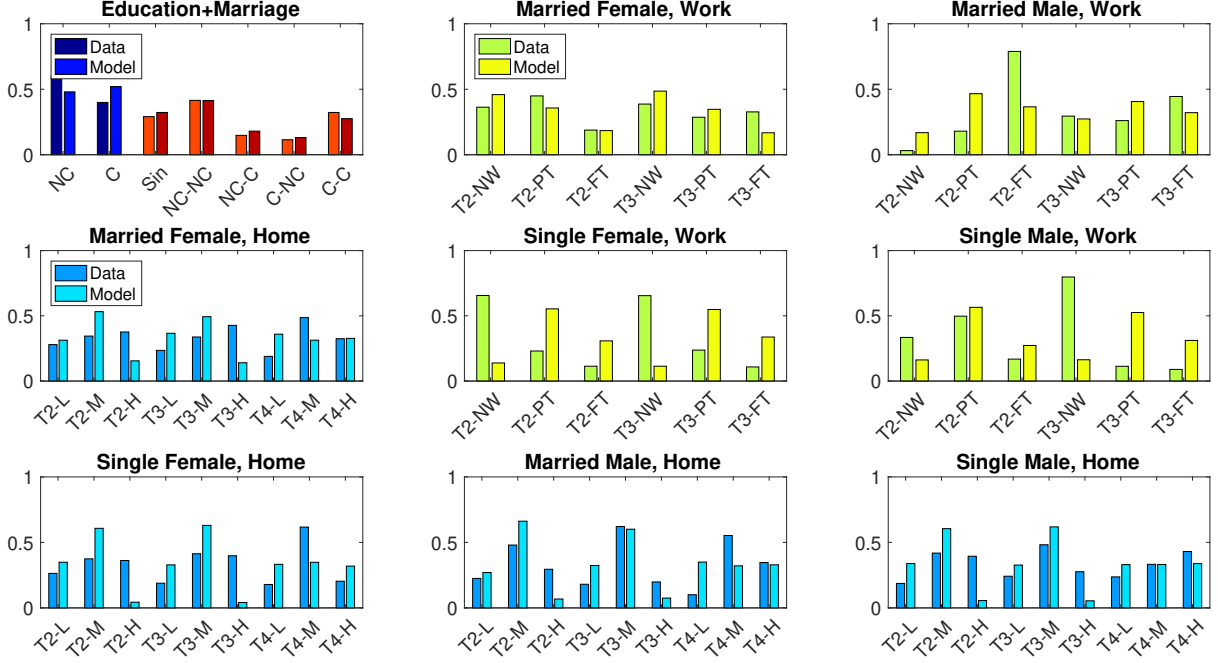 Education+Marriage
1
0.5
0
Data
Model
NC
C
Sin
NC-NC
NC-C
C-NC
C-C
Married Female, Work
1
0.5
0
Data
Model
T2-NW
T2-PT
T2-FT
T3-NW
T3-PT
T3-FT
Married Male, Work
1
0.5
0
T2-NW
T2-PT
T2-FT
T3-NW
T3-PT
T3-FT
Married Female, Home
1
0.5
0
Data
Model
T2-L
T2-M
T2-H
T3-L
T3-M
T3-H
T4-L
T4-M
T4-H
Single Female, Work
1
0.5
0
T2-NW
T2-PT
T2-FT
T3-NW
T3-PT
T3-FT
Single Male, Work
1
0.5
0
T2-NW
T2-PT
T2-FT
T3-NW
T3-PT
T3-FT
Single Female, Home
1
0.5
0
T2-L
T2-M
T2-H
T3-L
T3-M
T3-H
T4-L
T4-M
T4-H
Married Male, Home
1
0.5
0
T2-L
T2-M
T2-H
T3-L
T3-M
T3-H
T4-L
T4-M
T4-H
Single Male, Home
1
0.5
0
T2-L
T2-M
T2-H
T3-L
T3-M
T3-H
T4-L
T4-M
T4-H